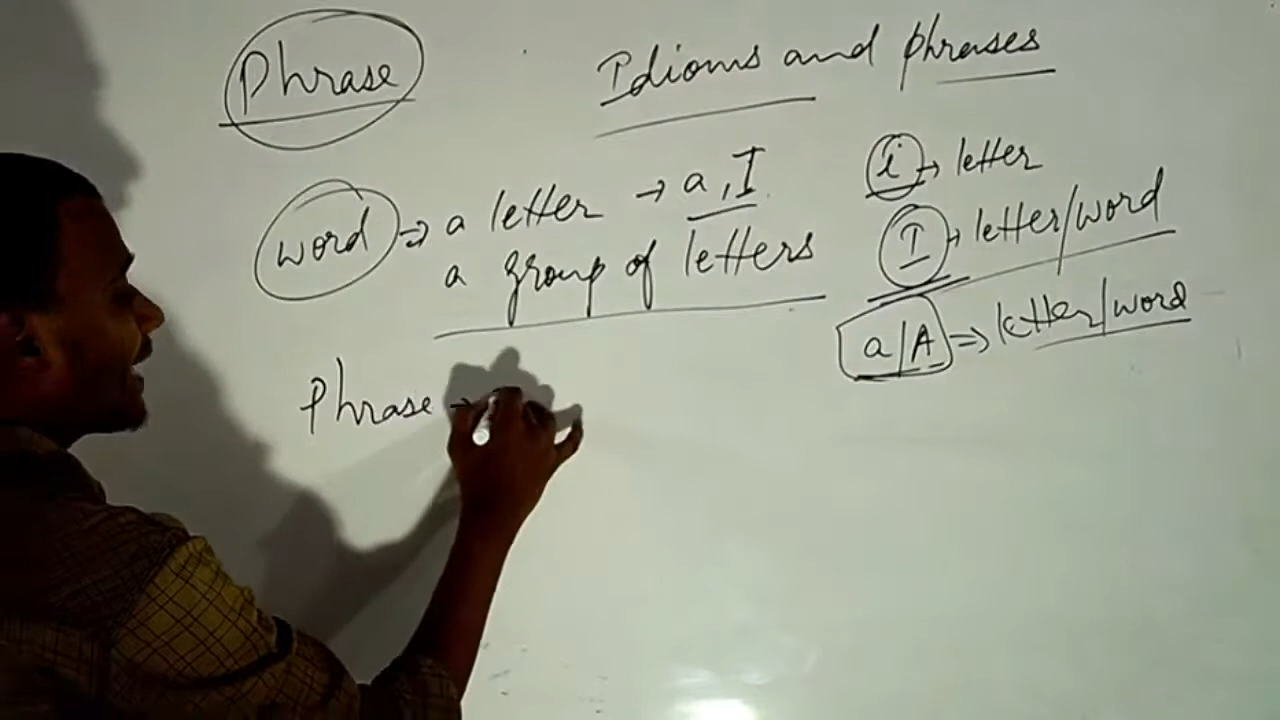 Phrase
Idioms and phrases
word → a letter → a, I
a group of letters
i → letter
I → letter/word
a/A ⇒ letter/word
Phrase →